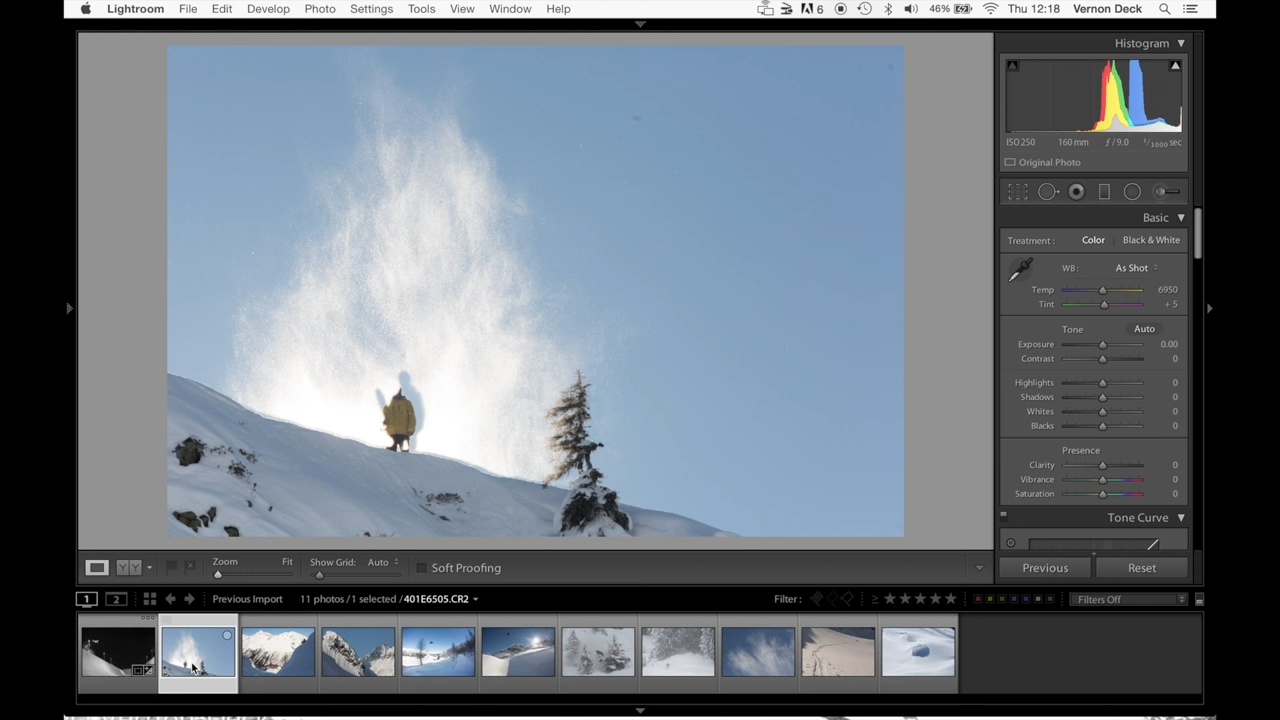 Lightroom File Edit Develop Photo Settings Tools View Window Help 6 46% Thu 12:18 Vernon Deck
Histogram
ISO 250 160 mm ƒ / 9.0 1/1000 sec
Original Photo
Basic
Treatment : Color Black & White
WB : As Shot
Temp 6950
Tint + 5
Tone Auto
Exposure 0.00
Contrast 0
Highlights 0
Shadows 0
Whites 0
Blacks 0
Presence
Clarity 0
Vibrance 0
Saturation 0
Tone Curve
Previous Reset
YY Zoom Fit Show Grid: Auto Soft Proofing
1 2 Previous Import 11 photos / 1 selected / 401E6505.CR2 Filter : ≥ Filters Off